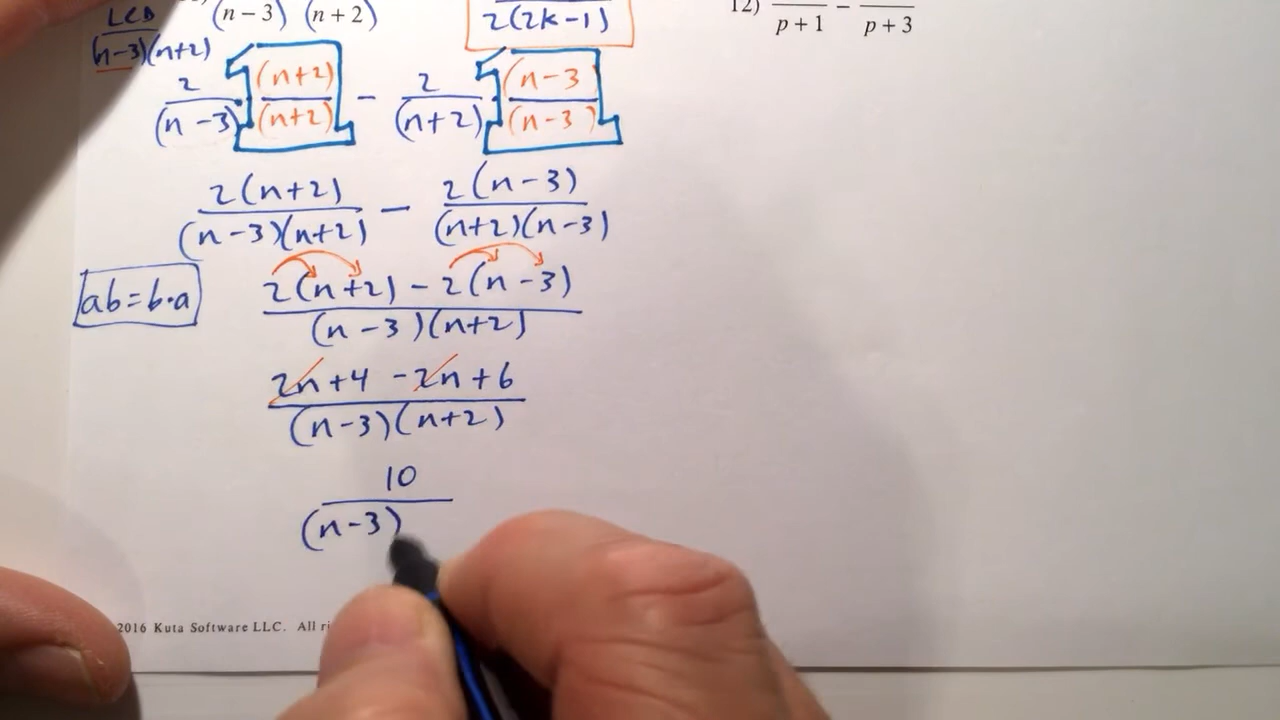 LCD (n − 3) (n + 2)
2(2k-1)
12) p + 1 − p + 3
(n-3)(n+2)
2/(n-3) · (n+2)/(n+2) - 2/(n+2) · (n-3)/(n-3)
2(n+2)/(n-3)(n+2) - 2(n-3)/(n+2)(n-3)
ab=b·a
2(n+2) - 2(n-3)
(n-3)(n+2)
2n+4 -2n+6
(n-3)(n+2)
10
(n-3)
2016 Kuta Software LLC. All